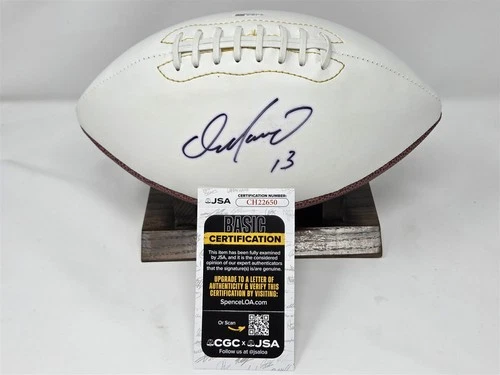 13
JSA
CERTIFICATION NUMBER:
CH22650
BASIC
CERTIFICATION
This item has been fully examined
by JSA, and it is the considered
opinion of our expert authenticators
that the signature(s) is/are genuine.
UPGRADE TO A LETTER OF
AUTHENTICITY & VIEW THIS
CERTIFICATION BY VISITING:
SpenceLOA.com
Or Scan
CGC x JSA
Follow us at @jsaloa